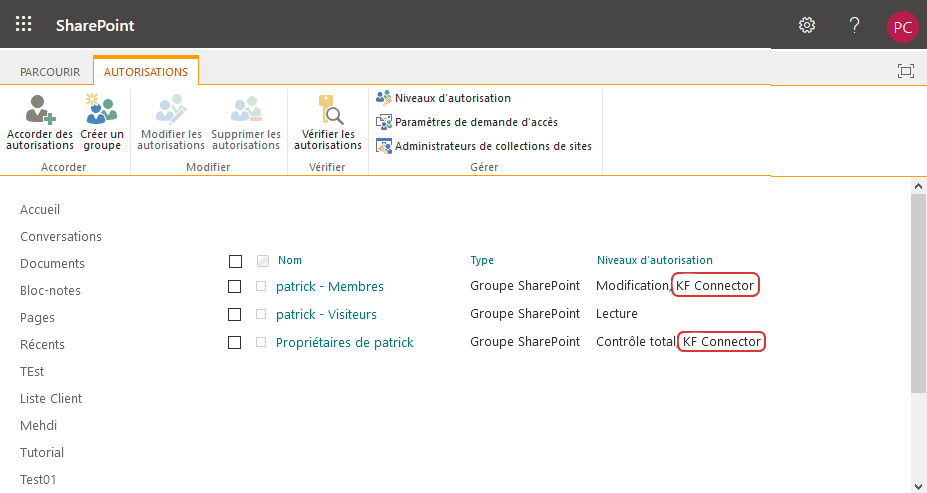 SharePoint
?
PC
PARCOURIR
AUTORISATIONS
Accorder des
autorisations
Créer un
groupe
Accorder
Modifier les
autorisations
Supprimer les
autorisations
Modifier
Vérifier les
autorisations
Vérifier
Niveaux d'autorisation
Paramètres de demande d'accès
Administrateurs de collections de sites
Gérer
Accueil
Conversations
Documents
Bloc-notes
Pages
Récents
TEst
Liste Client
Mehdi
Tutorial
Test01
Nom Type Niveaux d'autorisation
patrick - Membres Groupe SharePoint Modification, KF Connector
patrick - Visiteurs Groupe SharePoint Lecture
Propriétaires de patrick Groupe SharePoint Contrôle total, KF Connector